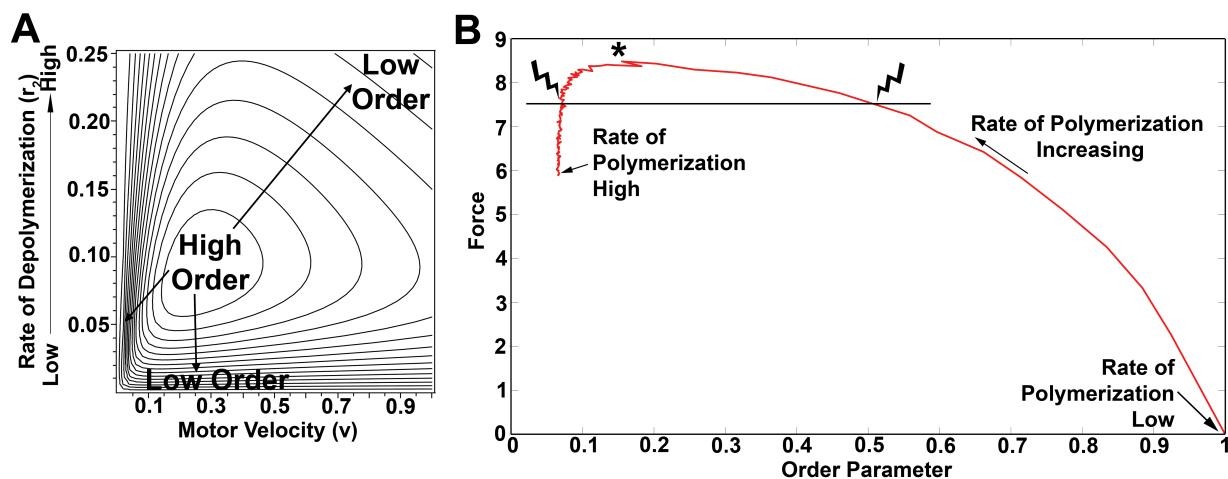 A
Rate of Depolymerization (r2)
Low
High
0.25
0.20
0.15
0.10
0.05
Low
Order
High
Order
Low Order
0.1
0.3
0.5
0.7
0.9
Motor Velocity (v)
B
9
8
7
6
5
4
3
2
1
0
Force
*
Rate of
Polymerization
High
Rate of Polymerization
Increasing
Rate of
Polymerization
Low
0
0.1
0.2
0.3
0.4
0.5
0.6
0.7
0.8
0.9
1
Order Parameter